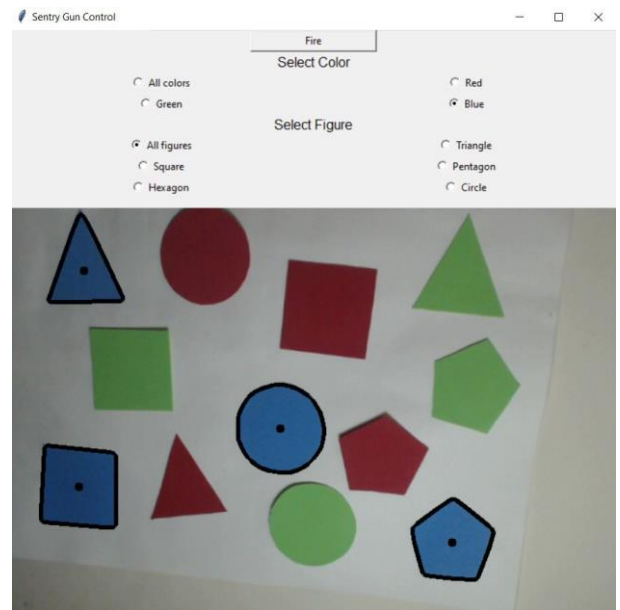 Sentry Gun Control
Fire
Select Color
All colors Red
Green Blue
Select Figure
All figures Triangle
Square Pentagon
Hexagon Circle